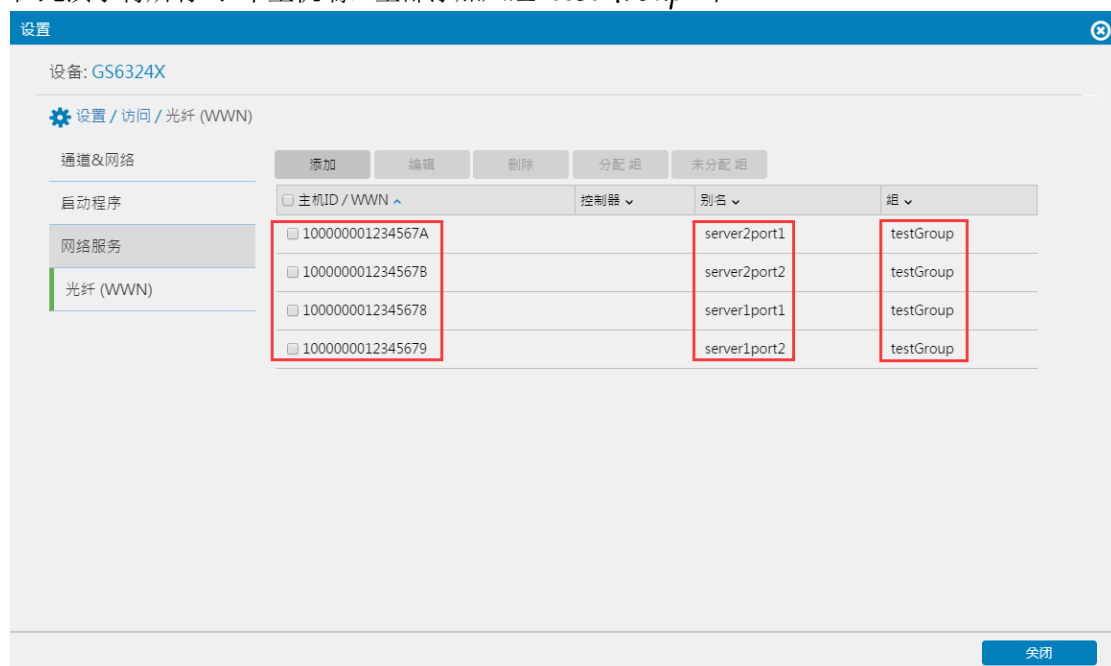 设置
设备: GS6324X
设置 / 访问 / 光纤 (WWN)
通道&网络
启动程序
网络服务
光纤 (WWN)
添加 编辑 删除 分配 组 未分配 组
主机ID / WWN 控制器 别名 组
100000001234567A server2port1 testGroup
100000001234567B server2port2 testGroup
1000000012345678 server1port1 testGroup
1000000012345679 server1port2 testGroup
关闭